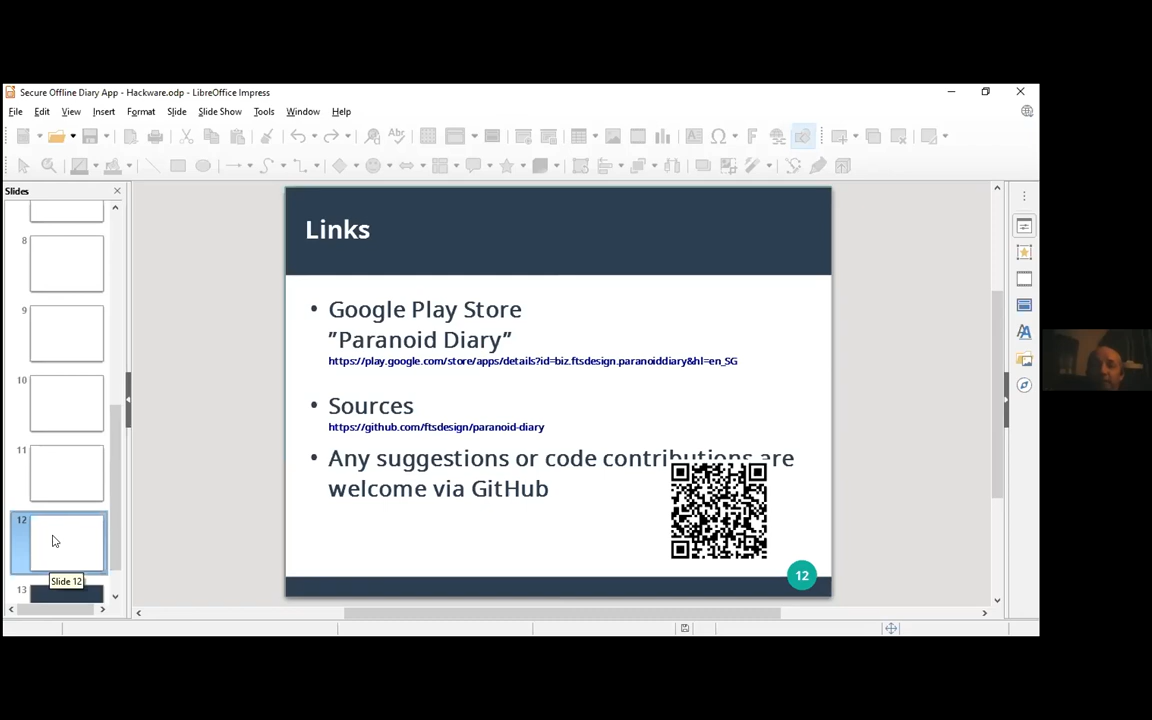 Secure Offline Diary App - Hackware.odp - LibreOffice Impress
File Edit View Insert Format Slide Slide Show Tools Window Help
Slides
8
9
10
11
12
Slide 12
13
Links
• Google Play Store
”Paranoid Diary”
https://play.google.com/store/apps/details?id=biz.ftsdesign.paranoiddiary&hl=en_SG
• Sources
https://github.com/ftsdesign/paranoid-diary
• Any suggestions or code contributions are
welcome via GitHub
12